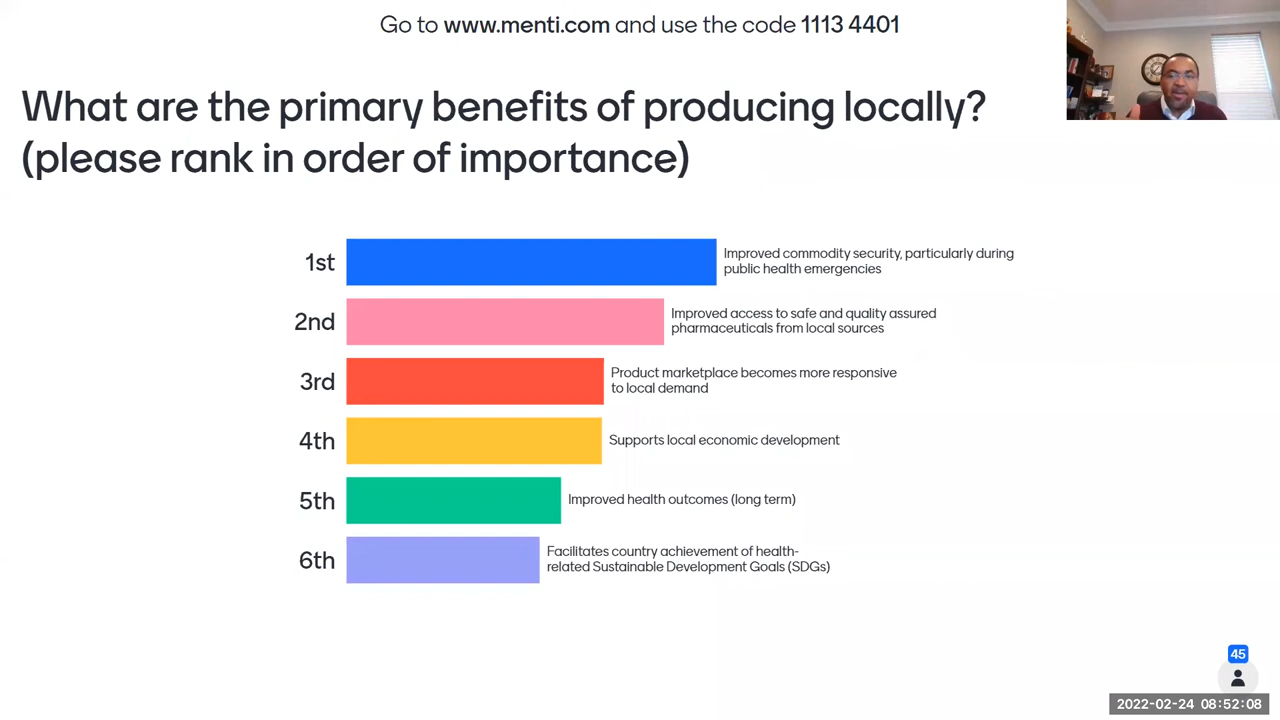 Go to www.menti.com and use the code 1113 4401
What are the primary benefits of producing locally?
(please rank in order of importance)
1st
Improved commodity security, particularly during
public health emergencies
2nd
Improved access to safe and quality assured
pharmaceuticals from local sources
3rd
Product marketplace becomes more responsive
to local demand
4th
Supports local economic development
5th
Improved health outcomes (long term)
6th
Facilitates country achievement of health-
related Sustainable Development Goals (SDGs)
45
2022-02-24 08:52:08